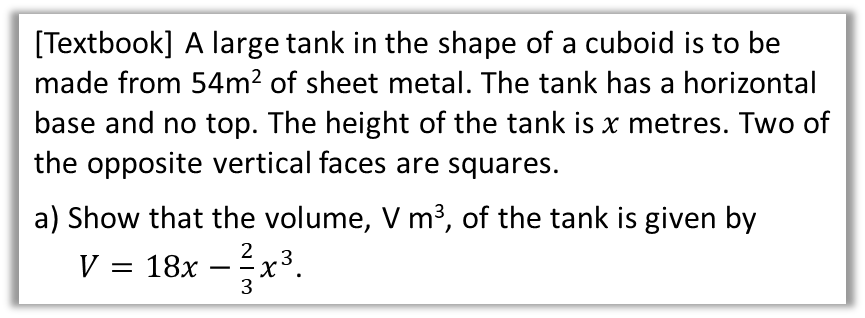 [Textbook] A large tank in the shape of a cuboid is to be
made from 54m² of sheet metal. The tank has a horizontal
base and no top. The height of the tank is 𝑥 metres. Two of
the opposite vertical faces are squares.
a) Show that the volume, V m³, of the tank is given by
𝑉 = 18𝑥 − 2/3 𝑥³.